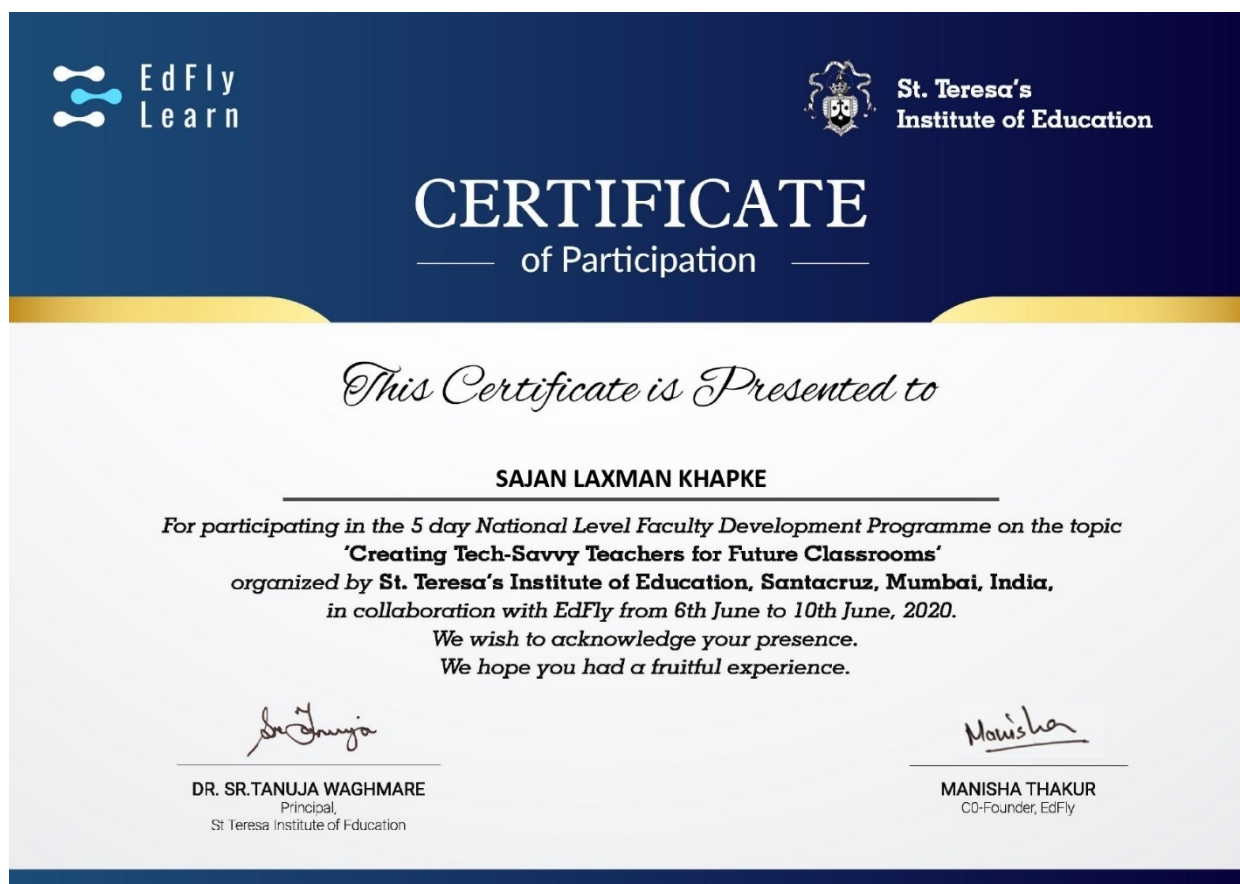 EdFly
Learn
St. Teresa's
Institute of Education
CERTIFICATE
of Participation
This Certificate is Presented to
SAJAN LAXMAN KHAPKE
For participating in the 5 day National Level Faculty Development Programme on the topic
'Creating Tech-Savvy Teachers for Future Classrooms'
organized by St. Teresa's Institute of Education, Santacruz, Mumbai, India,
in collaboration with EdFly from 6th June to 10th June, 2020.
We wish to acknowledge your presence.
We hope you had a fruitful experience.
Sr Tanuja
Manisha
DR. SR.TANUJA WAGHMARE
Principal,
St Teresa Institute of Education
MANISHA THAKUR
C0-Founder, EdFly